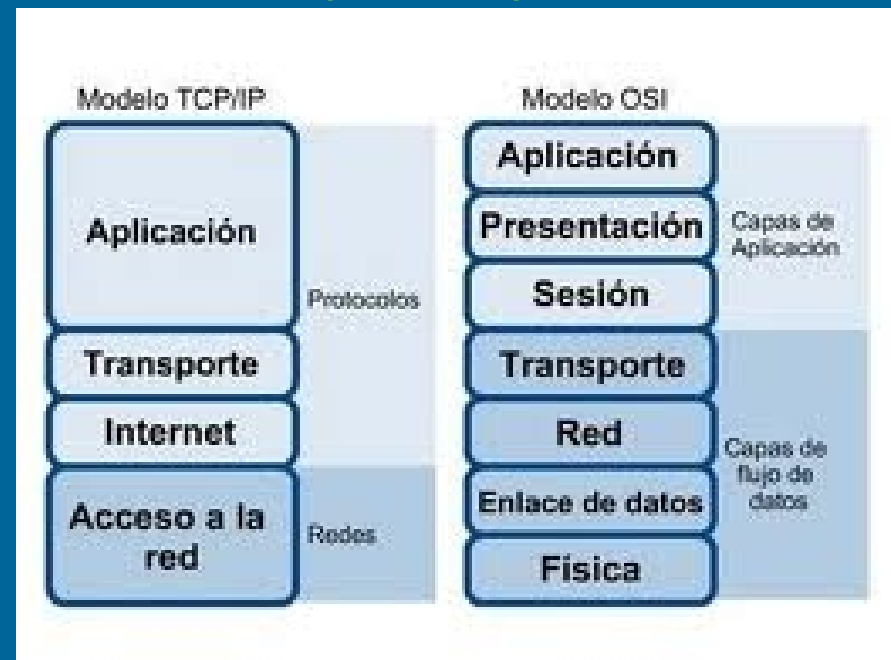 Modelo TCP/IP
Aplicación
Transporte
Internet
Acceso a la
red
Protocolos
Redes
Modelo OSI
Aplicación
Presentación
Sesión
Transporte
Red
Enlace de datos
Física
Capas de
Aplicación
Capas de
flujo de
datos